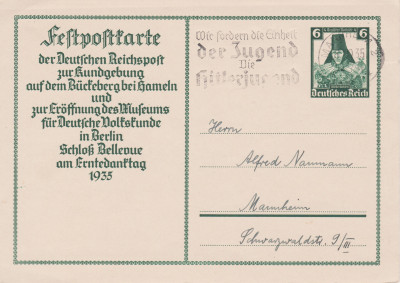 Festpostkarte
der Deutschen Reichspost
zur Kundgebung
auf dem Bückeberg bei Hameln
und
zur Eröffnung des Museums
für Deutsche Volkskunde
in Berlin
Schloß Bellevue
am Erntedanktag
1935
Wir fordern die Einheit
der Jugend
Die
Hitlerjugend
35
6 6
Deutsches Reich
Herrn
Alfred Naumann
Mannheim
Schwarzwaldstr. 9/III